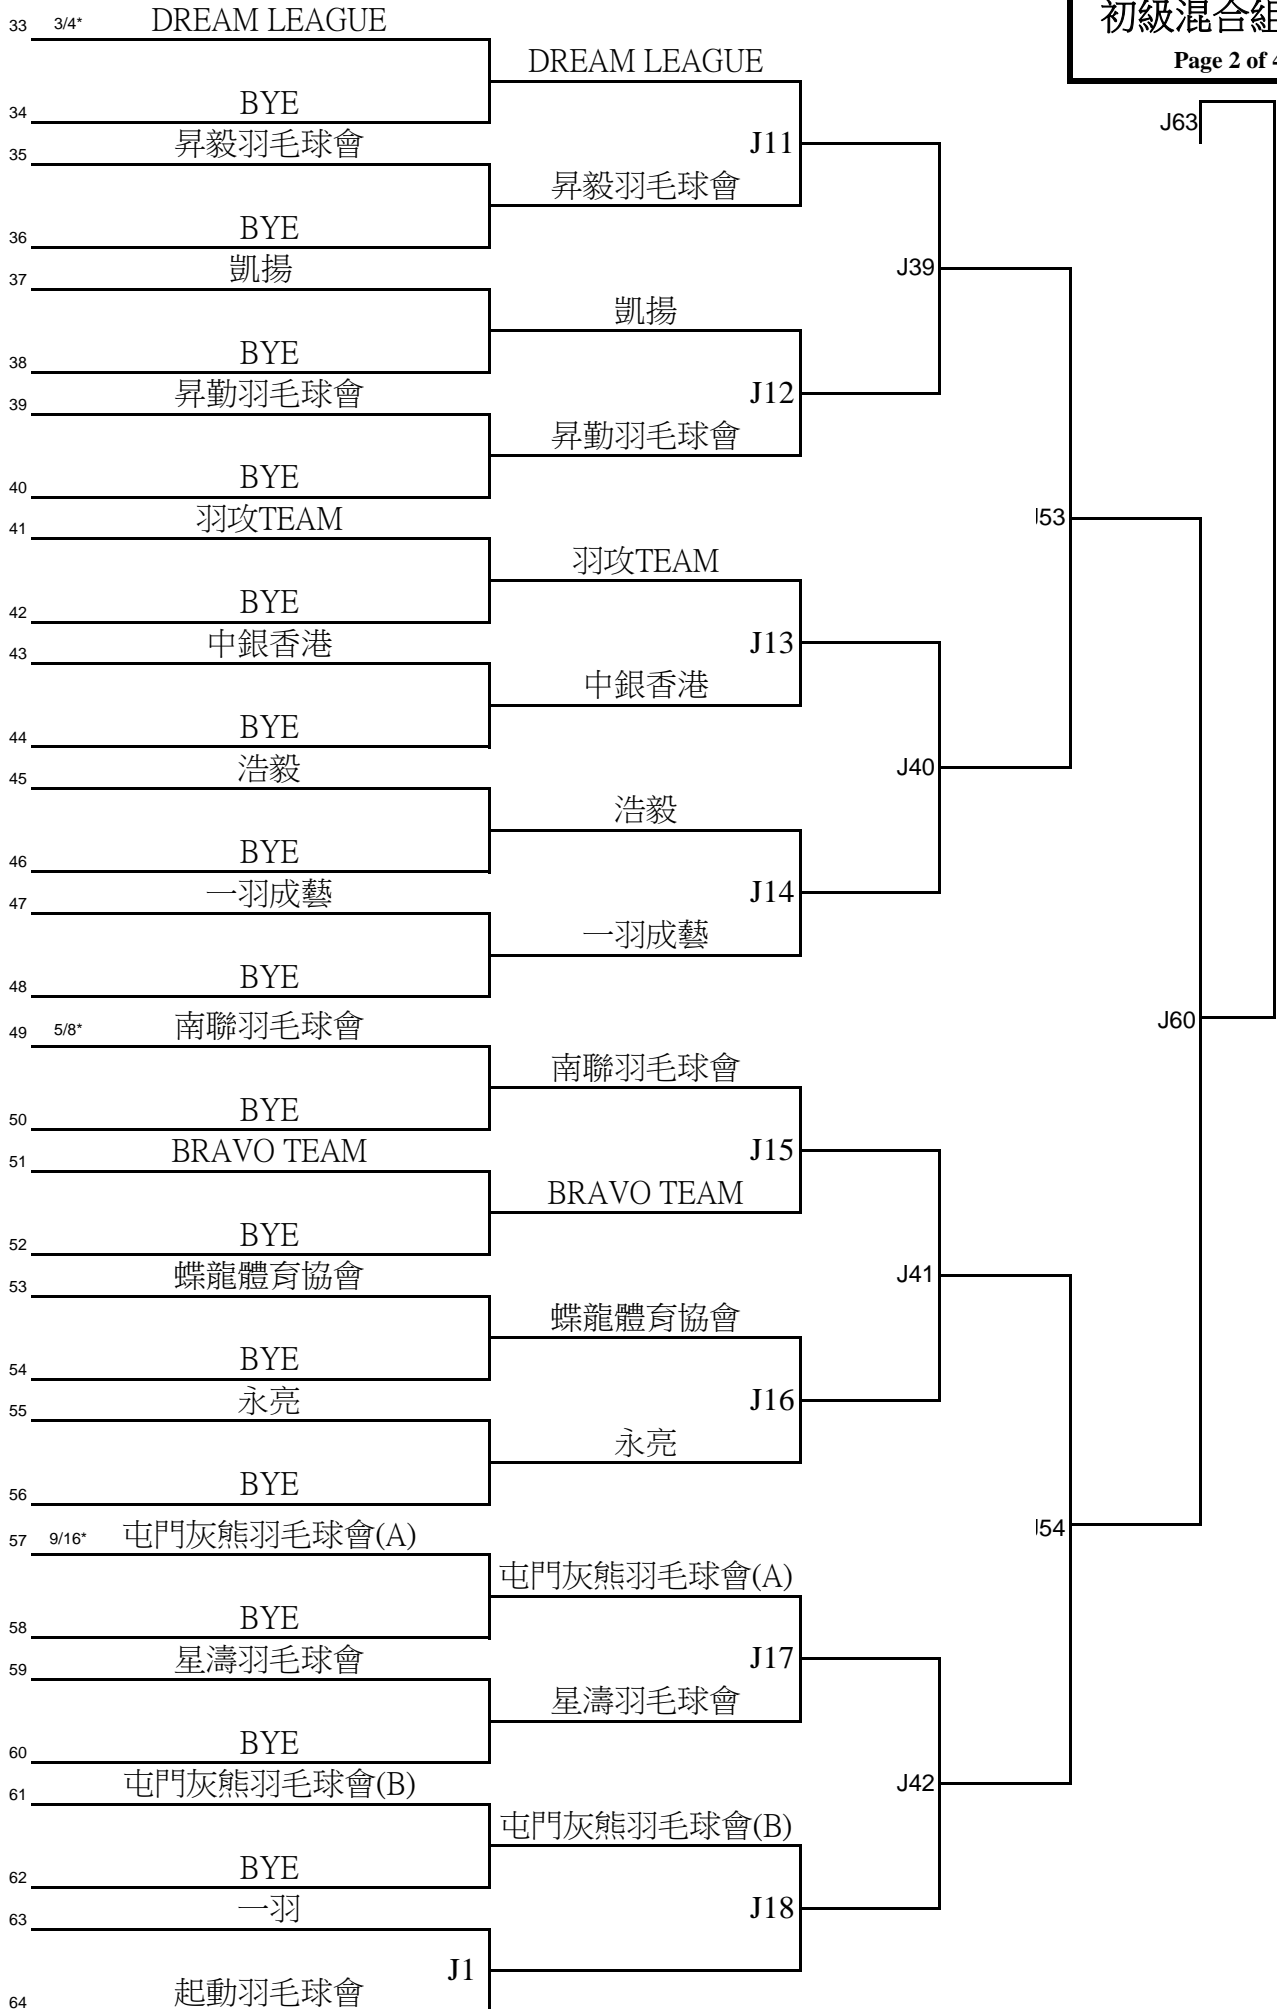 初級混合組
Page 2 of 4
33 3/4* DREAM LEAGUE
DREAM LEAGUE
34 BYE
J63
35 昇毅羽毛球會
J11
昇毅羽毛球會
36 BYE
37 凱揚
J39
凱揚
38 BYE
39 昇勤羽毛球會
J12
昇勤羽毛球會
40 BYE
41 羽攻TEAM
J53
羽攻TEAM
42 BYE
43 中銀香港
J13
中銀香港
44 BYE
45 浩毅
J40
浩毅
46 BYE
47 一羽成藝
J14
一羽成藝
48 BYE
49 5/8* 南聯羽毛球會
J60
南聯羽毛球會
50 BYE
51 BRAVO TEAM
J15
BRAVO TEAM
52 BYE
53 蝶龍體育協會
J41
蝶龍體育協會
54 BYE
55 永亮
J16
永亮
56 BYE
57 9/16* 屯門灰熊羽毛球會(A)
J54
屯門灰熊羽毛球會(A)
58 BYE
59 星濤羽毛球會
J17
星濤羽毛球會
60 BYE
61 屯門灰熊羽毛球會(B)
J42
屯門灰熊羽毛球會(B)
62 BYE
63 一羽
J18
J1
64 起動羽毛球會